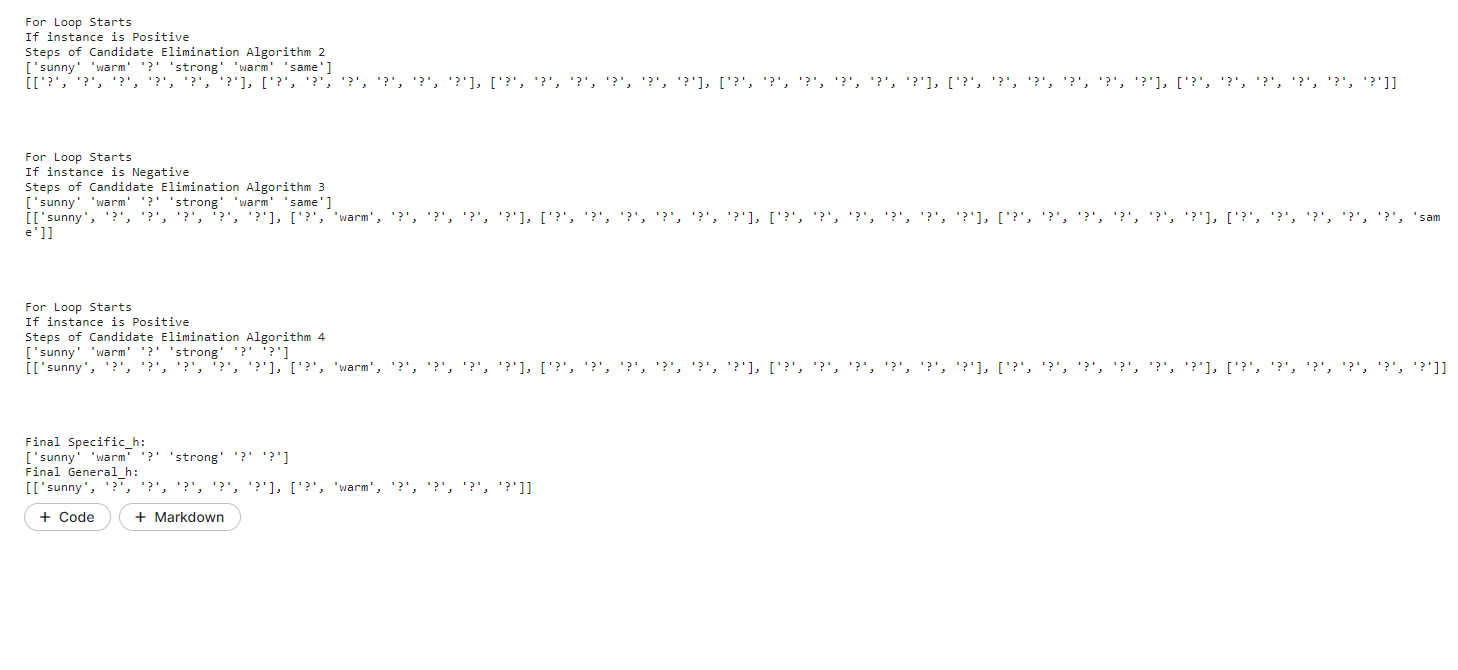 For Loop Starts
If instance is Positive
Steps of Candidate Elimination Algorithm 2
['sunny' 'warm' '?' 'strong' 'warm' 'same']
[['?', '?', '?', '?', '?', '?'], ['?', '?', '?', '?', '?', '?'], ['?', '?', '?', '?', '?', '?'], ['?', '?', '?', '?', '?', '?'], ['?', '?', '?', '?', '?', '?'], ['?', '?', '?', '?', '?', '?']]
For Loop Starts
If instance is Negative
Steps of Candidate Elimination Algorithm 3
['sunny' 'warm' '?' 'strong' 'warm' 'same']
[['sunny', '?', '?', '?', '?', '?'], ['?', 'warm', '?', '?', '?', '?'], ['?', '?', '?', '?', '?', '?'], ['?', '?', '?', '?', '?', '?'], ['?', '?', '?', '?', '?', '?'], ['?', '?', '?', '?', '?', 'sam
e']]
For Loop Starts
If instance is Positive
Steps of Candidate Elimination Algorithm 4
['sunny' 'warm' '?' 'strong' '?' '?']
[['sunny', '?', '?', '?', '?', '?'], ['?', 'warm', '?', '?', '?', '?'], ['?', '?', '?', '?', '?', '?'], ['?', '?', '?', '?', '?', '?'], ['?', '?', '?', '?', '?', '?'], ['?', '?', '?', '?', '?', '?']]
Final Specific_h:
['sunny' 'warm' '?' 'strong' '?' '?']
Final General_h:
[['sunny', '?', '?', '?', '?', '?'], ['?', 'warm', '?', '?', '?', '?']]
+ Code + Markdown